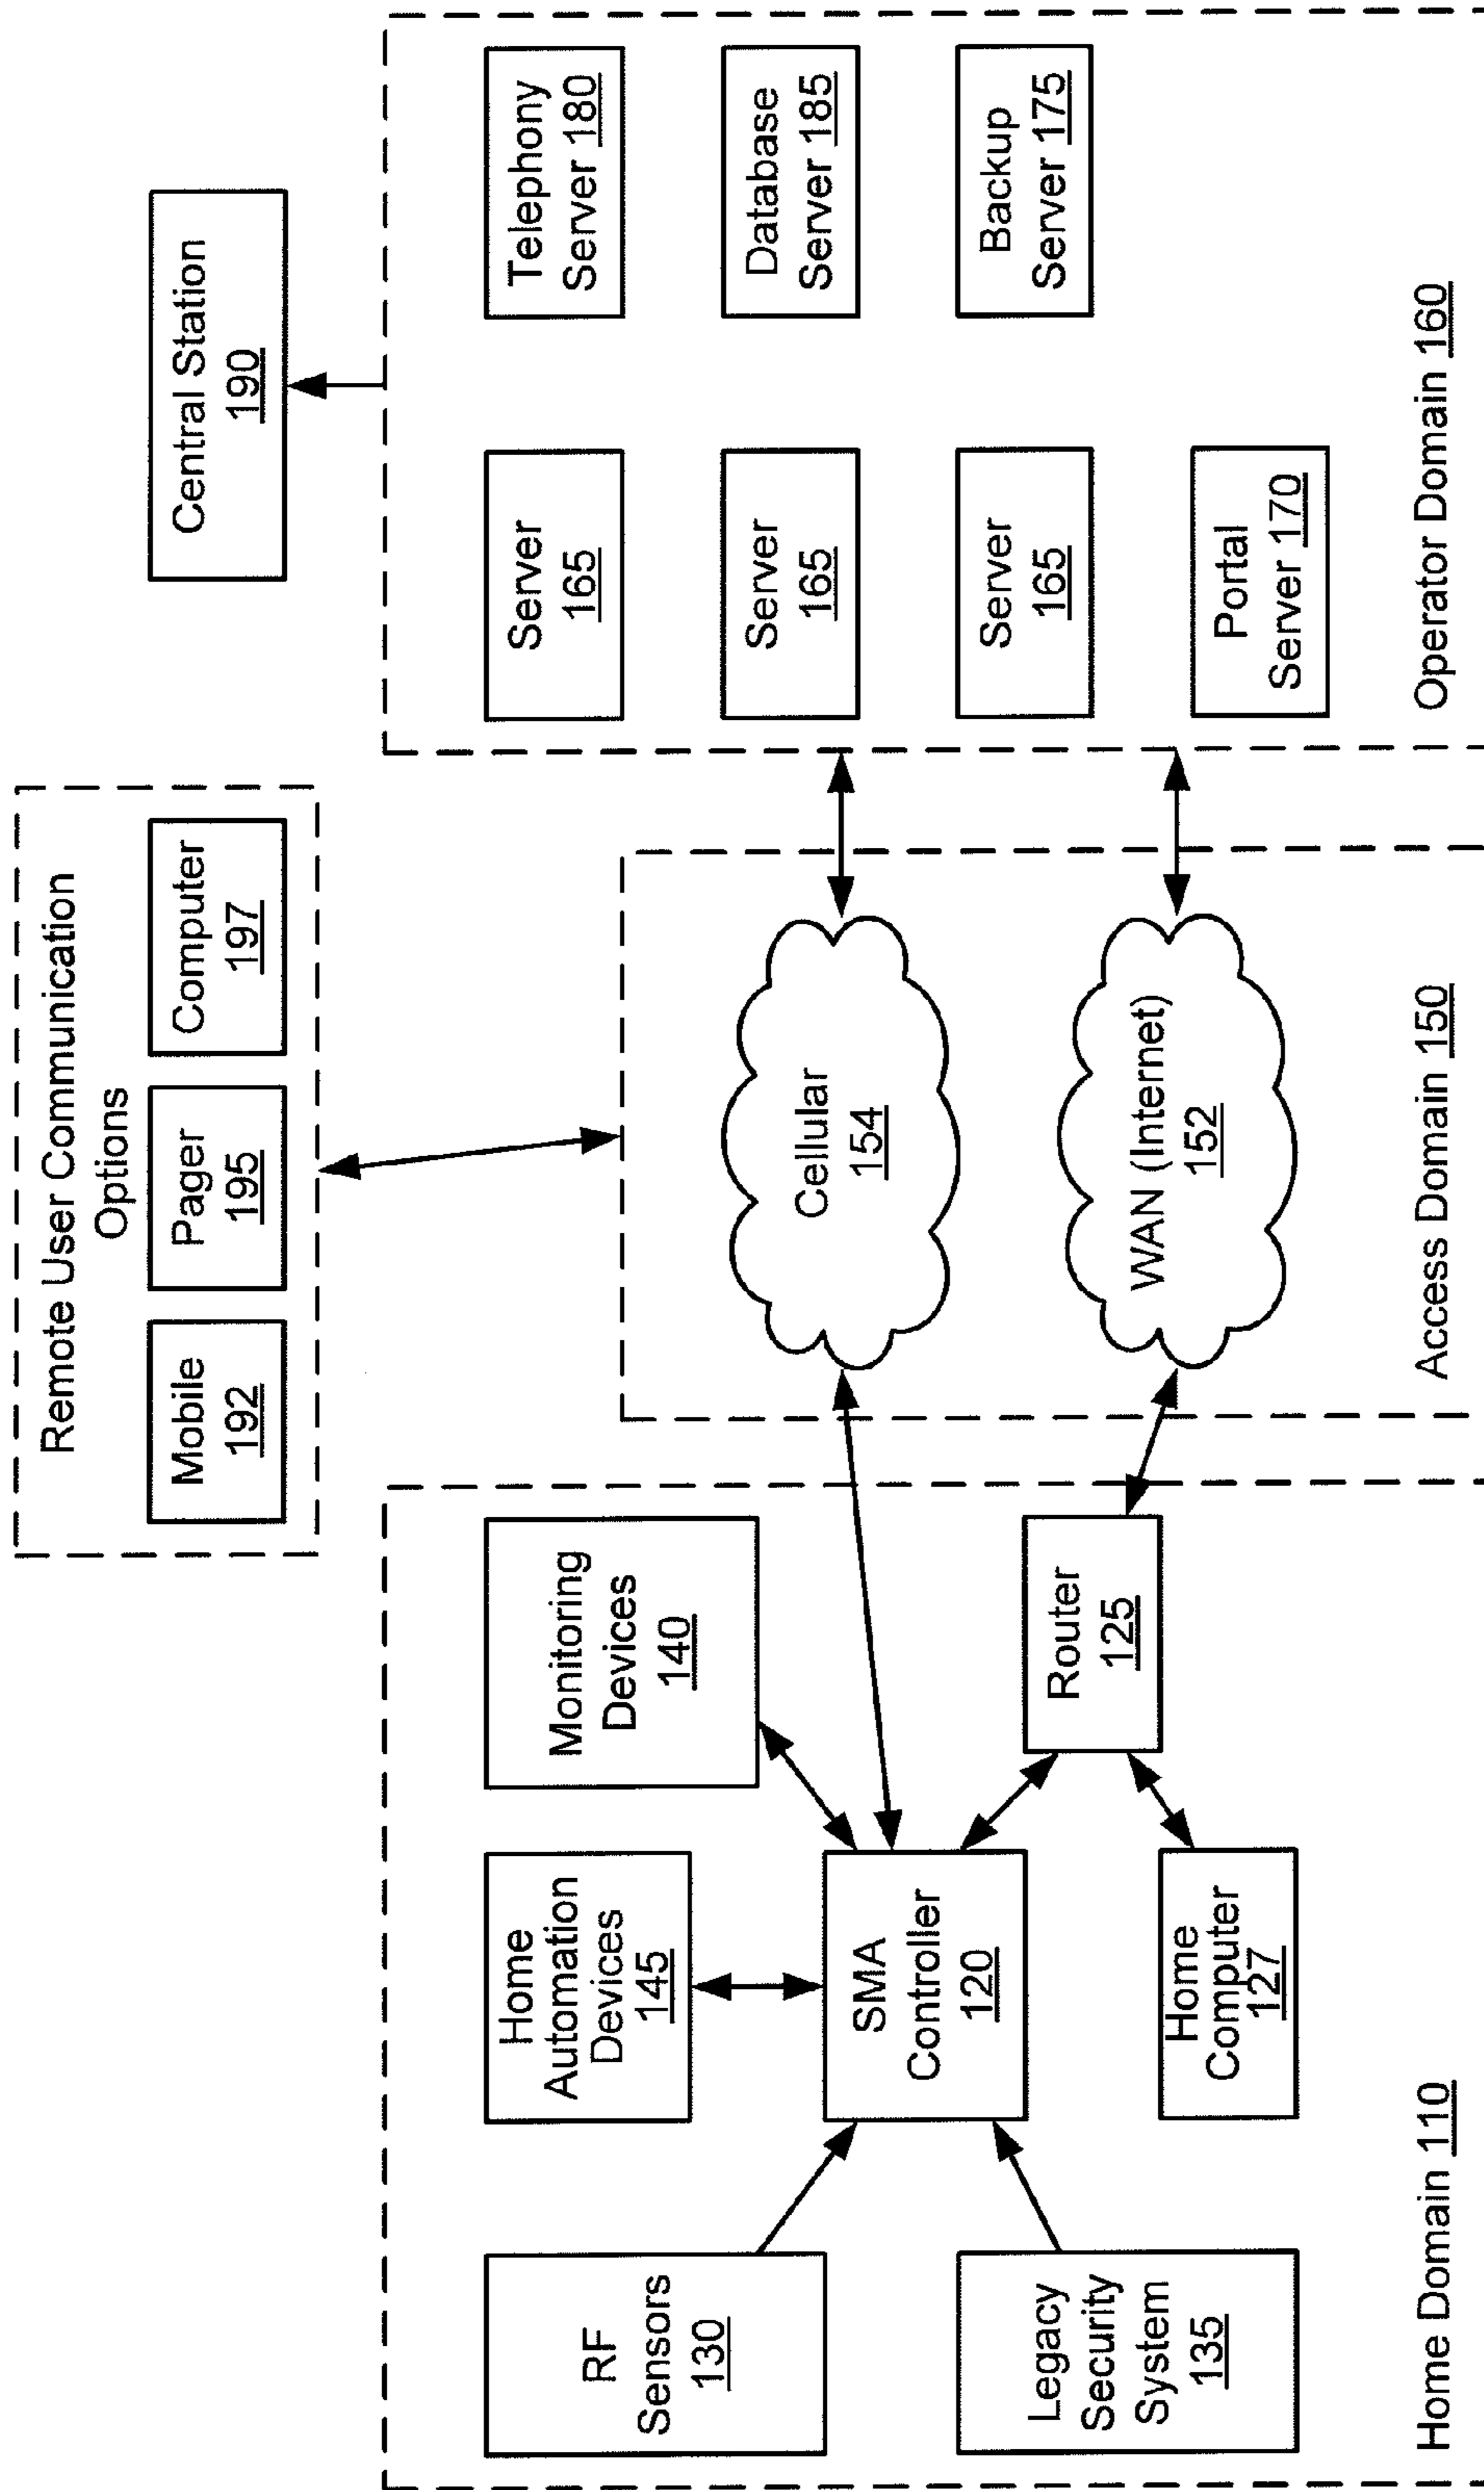 Remote User Communication
Options
Mobile
192
Pager
195
Computer
197
Central Station
190
RF
Sensors
130
Legacy
Security
System
135
Home
Automation
Devices
145
SMA
Controller
120
Home
Computer
127
Monitoring
Devices
140
Router
125
Home Domain 110
Cellular
154
WAN (Internet)
152
Access Domain 150
Server
165
Server
165
Server
165
Portal
Server 170
Telephony
Server 180
Database
Server 185
Backup
Server 175
Operator Domain 160